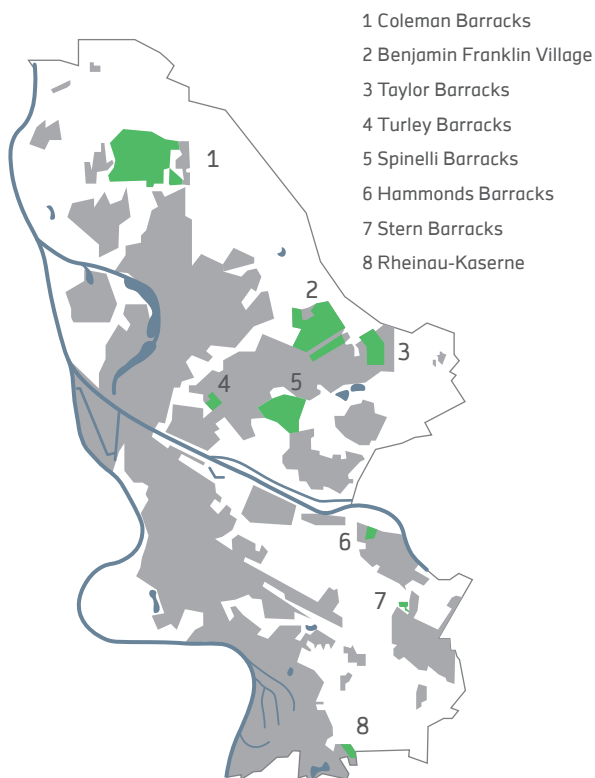 1 Coleman Barracks
2 Benjamin Franklin Village
3 Taylor Barracks
4 Turley Barracks
5 Spinelli Barracks
6 Hammonds Barracks
7 Stern Barracks
8 Rheinau-Kaserne
1
2
3
4
5
6
7
8